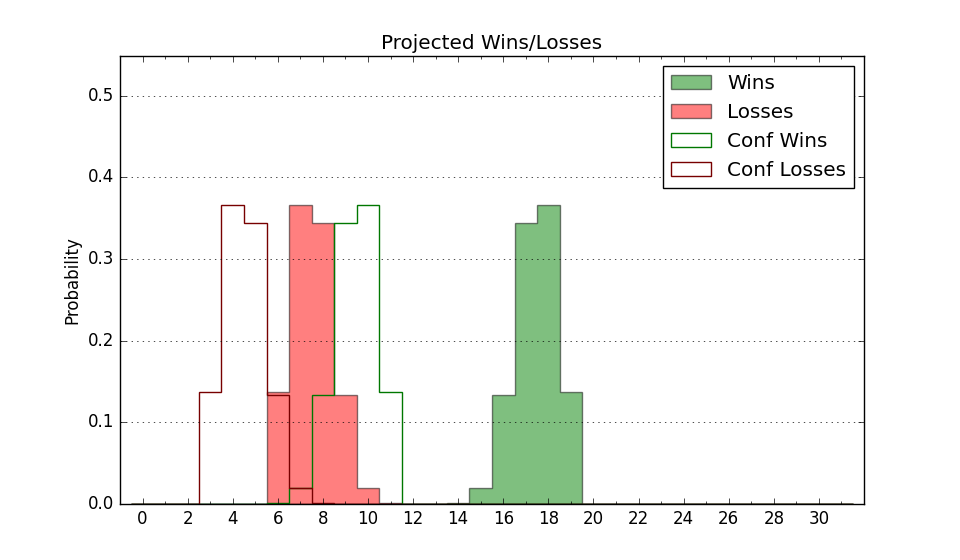 Projected Wins/Losses
Wins
Losses
Conf Wins
Conf Losses
Probability
0.5
0.4
0.3
0.2
0.1
0.0
0 2 4 6 8 10 12 14 16 18 20 22 24 26 28 30